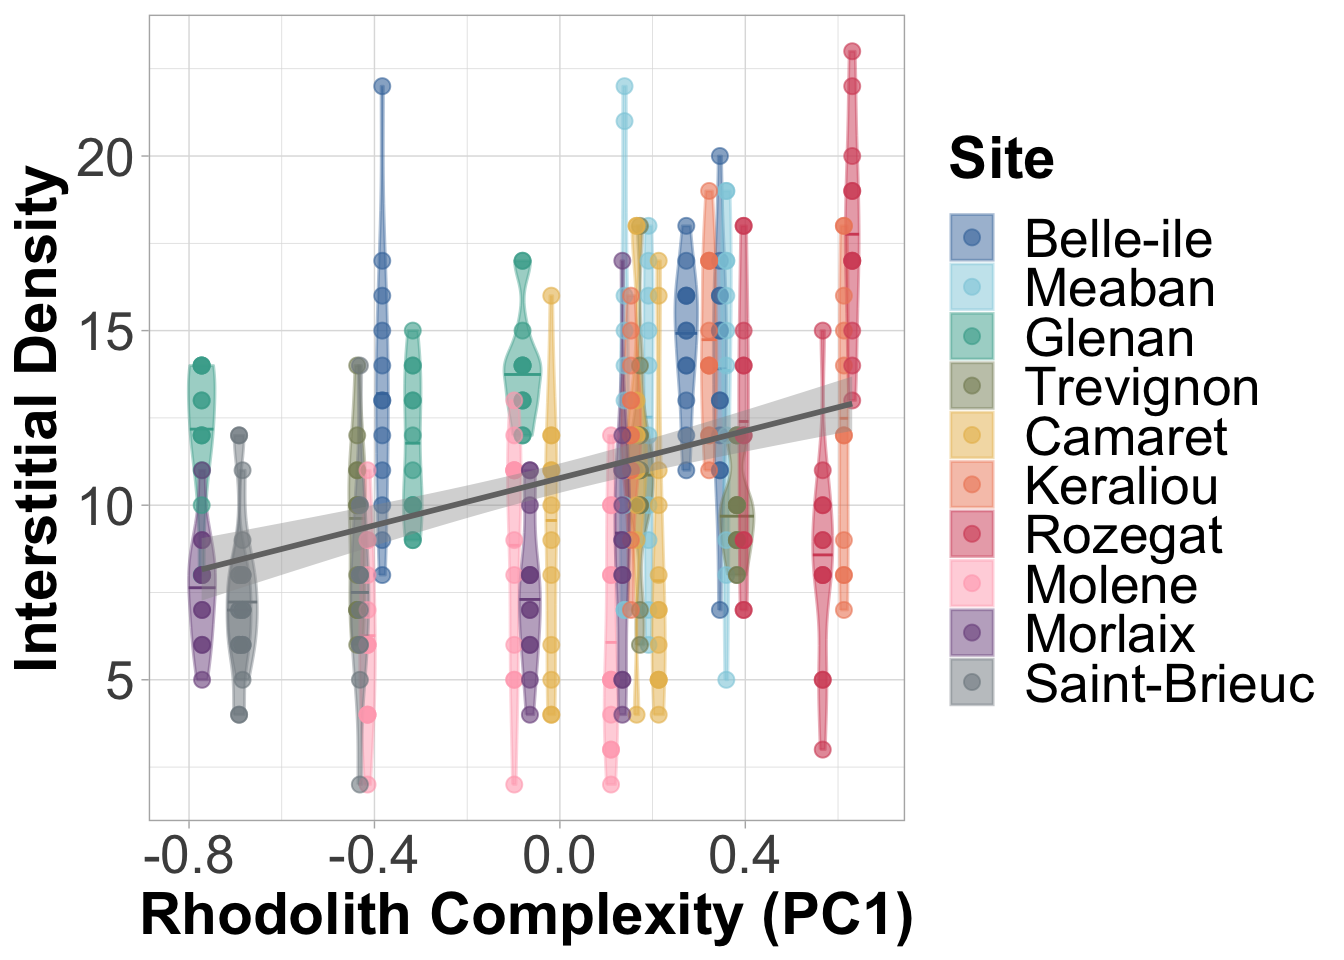 Interstitial Density
20
15
10
5
-0.8
-0.4
0.0
0.4
Rhodolith Complexity (PC1)
Site
Belle-ile
Meaban
Glenan
Trevignon
Camaret
Keraliou
Rozegat
Molene
Morlaix
Saint-Brieuc